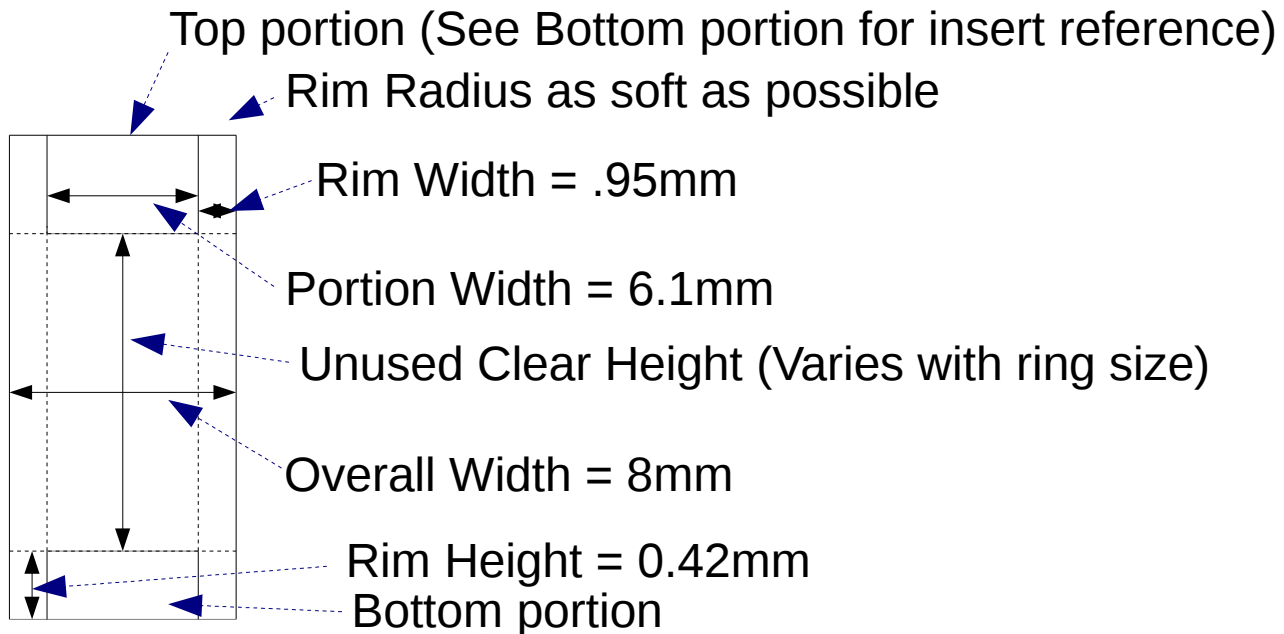 Top portion (See Bottom portion for insert reference)
Rim Radius as soft as possible
Rim Width = .95mm
Portion Width = 6.1mm
Unused Clear Height (Varies with ring size)
Overall Width = 8mm
Rim Height = 0.42mm
Bottom portion